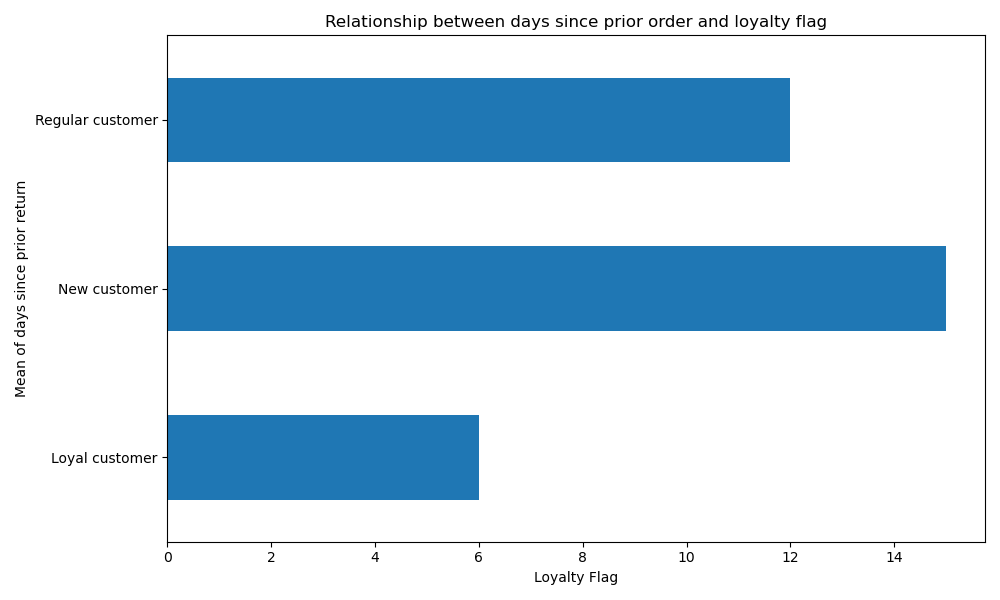 Relationship between days since prior order and loyalty flag
Mean of days since prior return
Regular customer
New customer
Loyal customer
0 2 4 6 8 10 12 14
Loyalty Flag